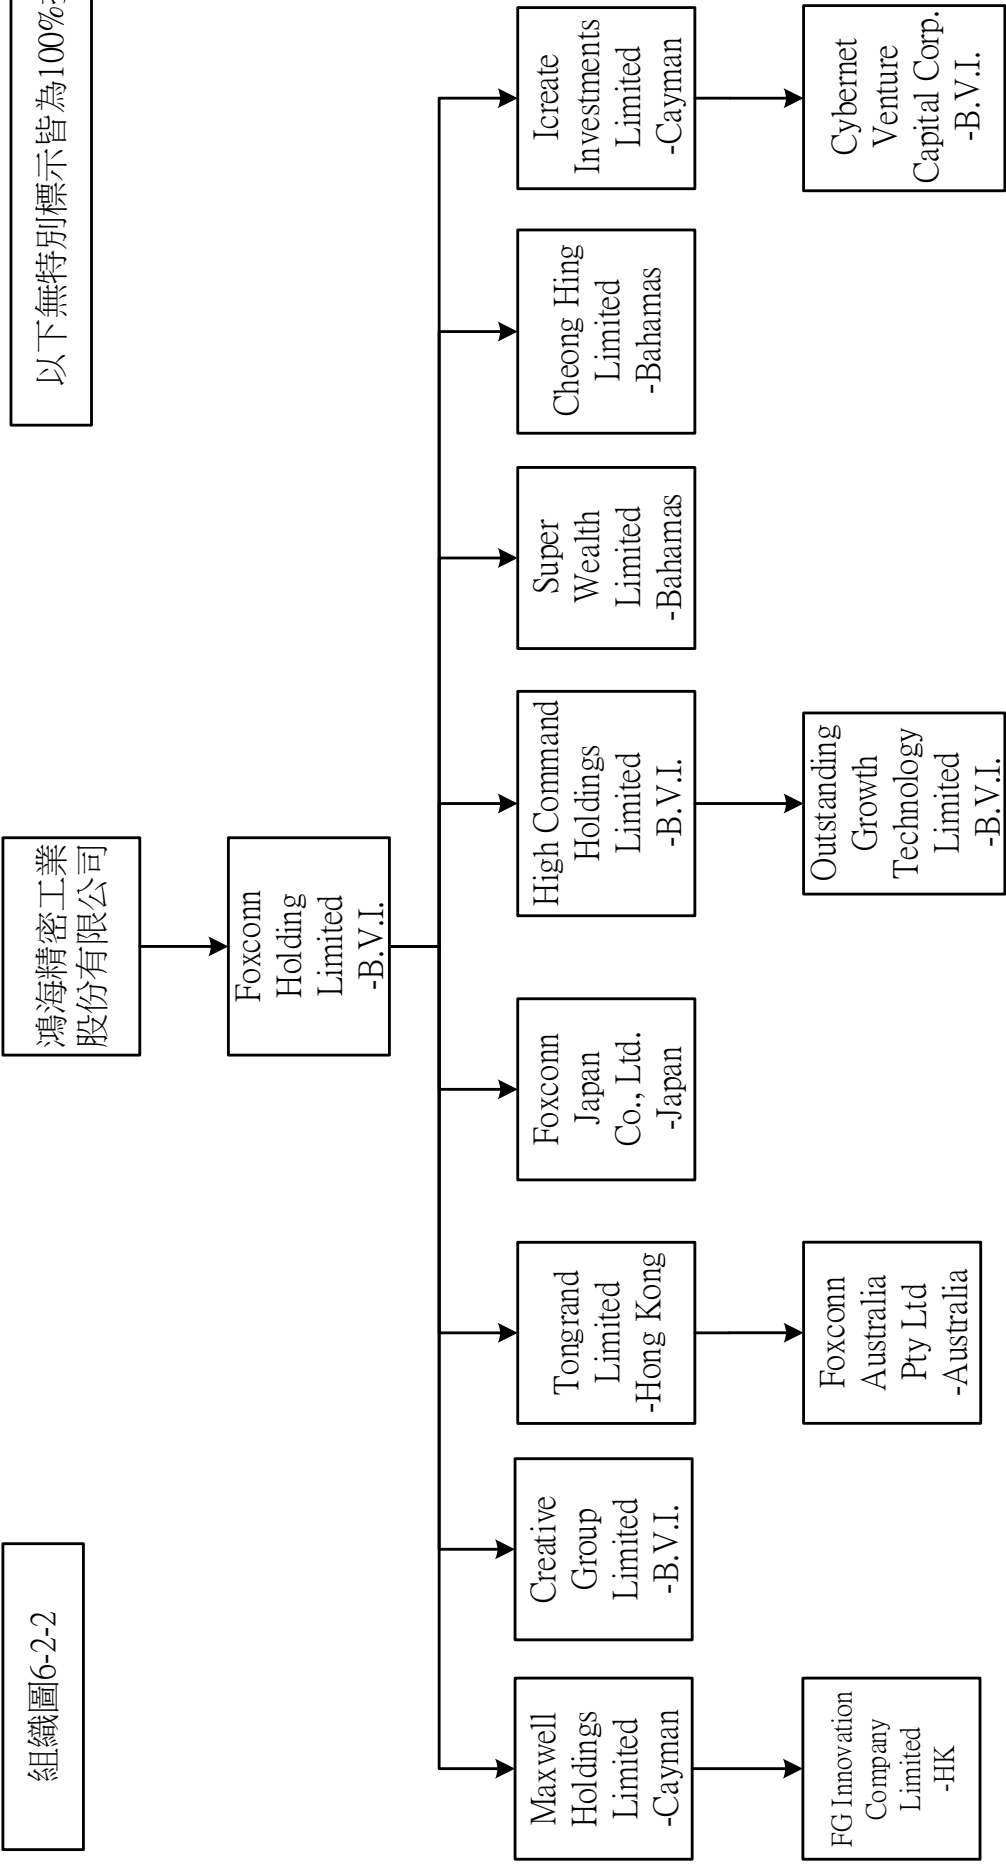 組織圖6-2-2
以下無特別標示皆為100%
鴻海精密工業
股份有限公司
Foxconn
Holding
Limited
-B.V.I.
Maxwell
Holdings
Limited
-Cayman
Creative
Group
Limited
-B.V.I.
Tongrand
Limited
-Hong Kong
Foxconn
Japan
Co., Ltd.
-Japan
High Command
Holdings
Limited
-B.V.I.
Super
Wealth
Limited
-Bahamas
Cheong Hing
Limited
-Bahamas
Icreate
Investments
Limited
-Cayman
FG Innovation
Company
Limited
-HK
Foxconn
Australia
Pty Ltd
-Australia
Outstanding
Growth
Technology
Limited
-B.V.I.
Cybernet
Venture
Capital Corp.
-B.V.I.